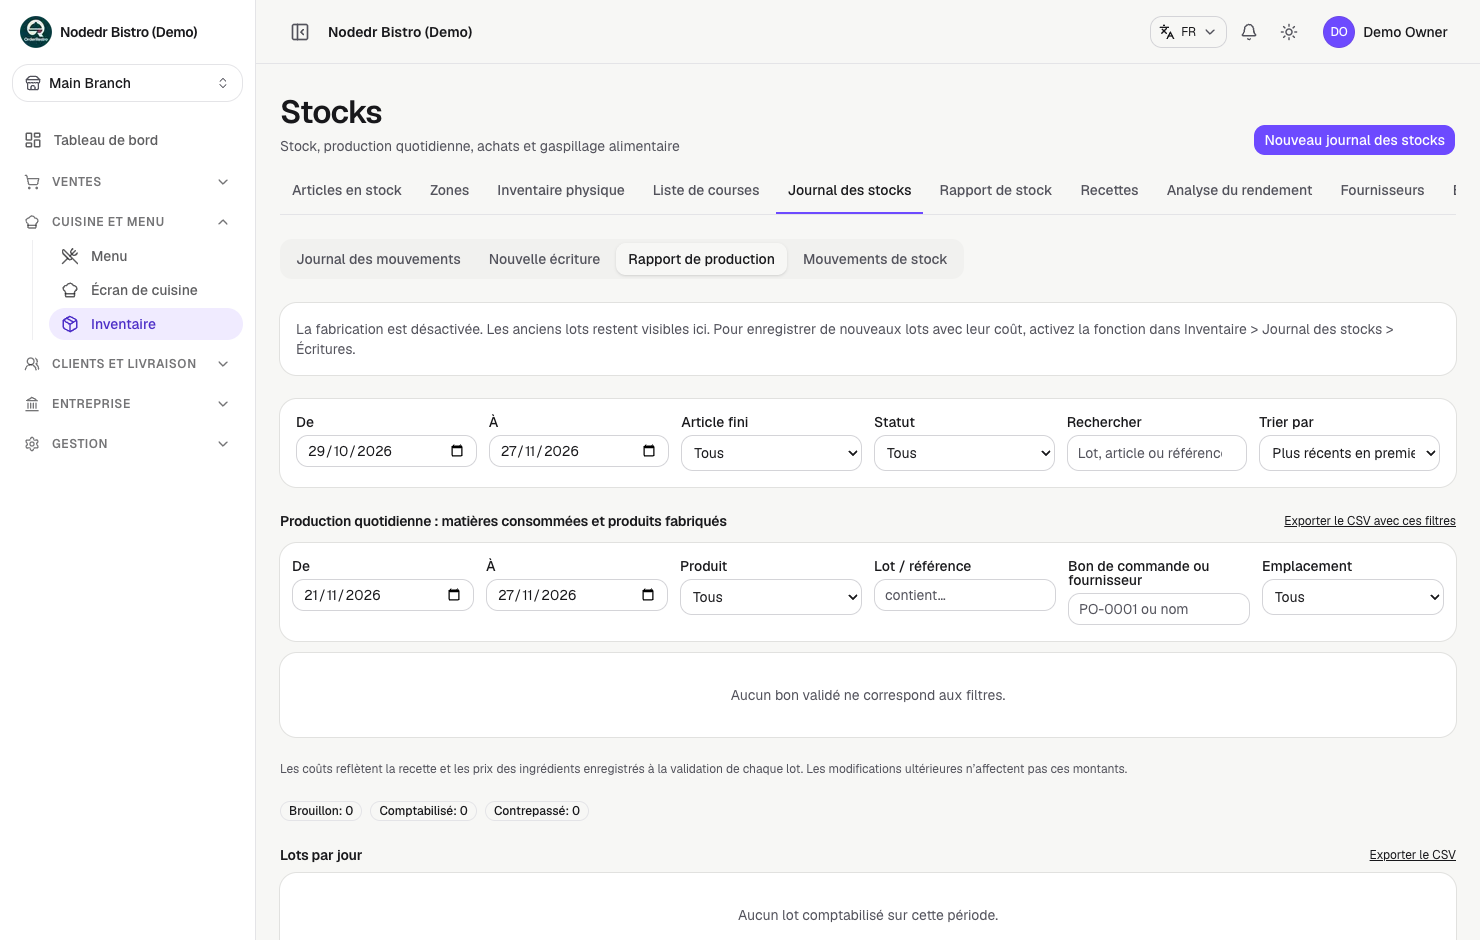 Nodedr Bistro (Demo)
Main Branch
Tableau de bord
VENTES
CUISINE ET MENU
Menu
Écran de cuisine
Inventaire
CLIENTS ET LIVRAISON
ENTREPRISE
GESTION
Nodedr Bistro (Demo)
FR
DO
Demo Owner
Stocks
Stock, production quotidienne, achats et gaspillage alimentaire
Nouveau journal des stocks
Articles en stock
Zones
Inventaire physique
Liste de courses
Journal des stocks
Rapport de stock
Recettes
Analyse du rendement
Fournisseurs
Journal des mouvements
Nouvelle écriture
Rapport de production
Mouvements de stock
La fabrication est désactivée. Les anciens lots restent visibles ici. Pour enregistrer de nouveaux lots avec leur coût, activez la fonction dans Inventaire > Journal des stocks >
Écritures.
De
À
Article fini
Statut
Rechercher
Trier par
29/10/2026
27/11/2026
Tous
Tous
Lot, article ou référenc
Plus récents en premie
Production quotidienne : matières consommées et produits fabriqués
Exporter le CSV avec ces filtres
De
À
Produit
Lot / référence
Bon de commande ou
fournisseur
Emplacement
21/11/2026
27/11/2026
Tous
contient…
PO-0001 ou nom
Tous
Aucun bon validé ne correspond aux filtres.
Les coûts reflètent la recette et les prix des ingrédients enregistrés à la validation de chaque lot. Les modifications ultérieures n’affectent pas ces montants.
Brouillon: 0
Comptabilisé: 0
Contrepassé: 0
Lots par jour
Exporter le CSV
Aucun lot comptabilisé sur cette période.